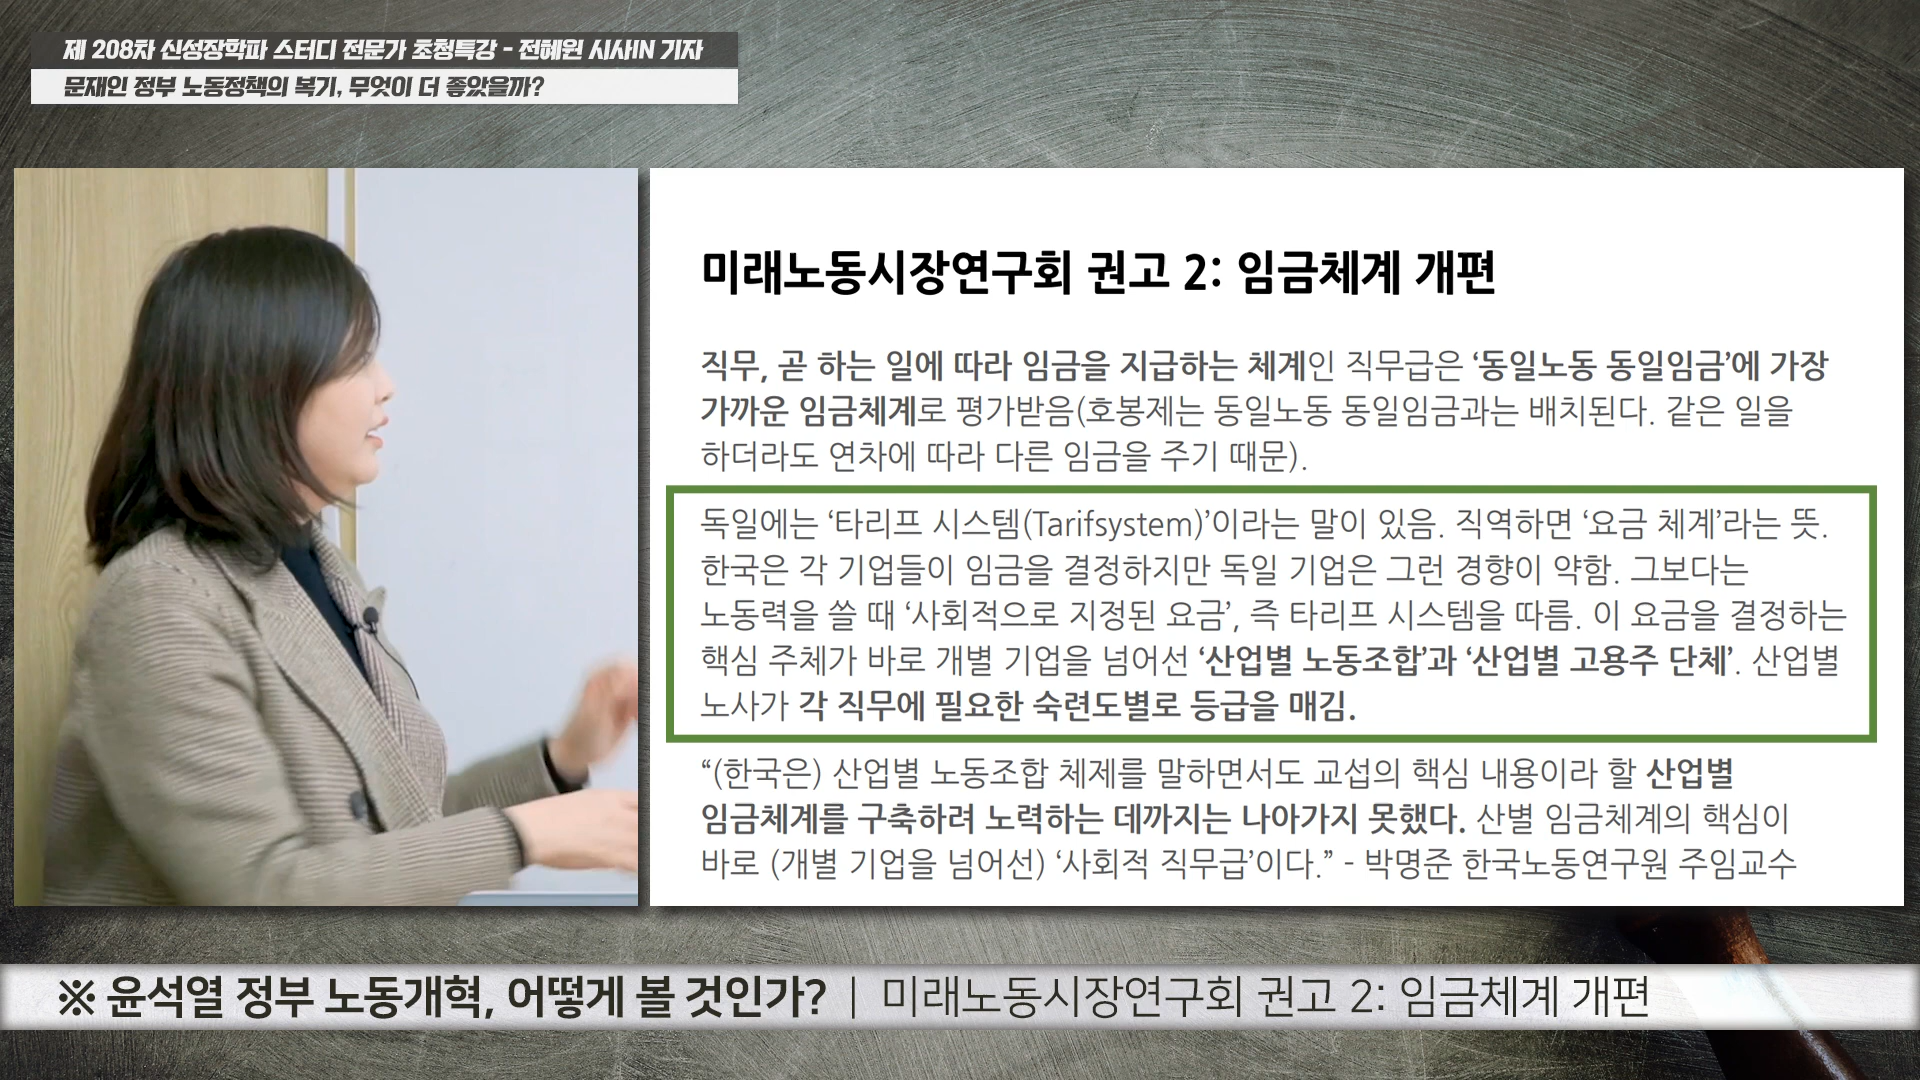 제 208차 신성장학파 스터디 전문가 초청특강 - 전혜원 시사IN 기자
문재인 정부 노동정책의 복기, 무엇이 더 좋았을까?
미래노동시장연구회 권고 2: 임금체계 개편
직무, 곧 하는 일에 따라 임금을 지급하는 체계인 직무급은 ‘동일노동 동일임금’에 가장
가까운 임금체계로 평가받음(호봉제는 동일노동 동일임금과는 배치된다. 같은 일을
하더라도 연차에 따라 다른 임금을 주기 때문).
독일에는 ‘타리프 시스템(Tarifsystem)’이라는 말이 있음. 직역하면 ‘요금 체계’라는 뜻.
한국은 각 기업들이 임금을 결정하지만 독일 기업은 그런 경향이 약함. 그보다는
노동력을 쓸 때 ‘사회적으로 지정된 요금’, 즉 타리프 시스템을 따름. 이 요금을 결정하는
핵심 주체가 바로 개별 기업을 넘어선 ‘산업별 노동조합’과 ‘산업별 고용주 단체’. 산업별
노사가 각 직무에 필요한 숙련도별로 등급을 매김.
“(한국은) 산업별 노동조합 체제를 말하면서도 교섭의 핵심 내용이라 할 산업별
임금체계를 구축하려 노력하는 데까지는 나아가지 못했다. 산별 임금체계의 핵심이
바로 (개별 기업을 넘어선) ‘사회적 직무급’이다.” - 박명준 한국노동연구원 주임교수
※ 윤석열 정부 노동개혁, 어떻게 볼 것인가? | 미래노동시장연구회 권고 2: 임금체계 개편